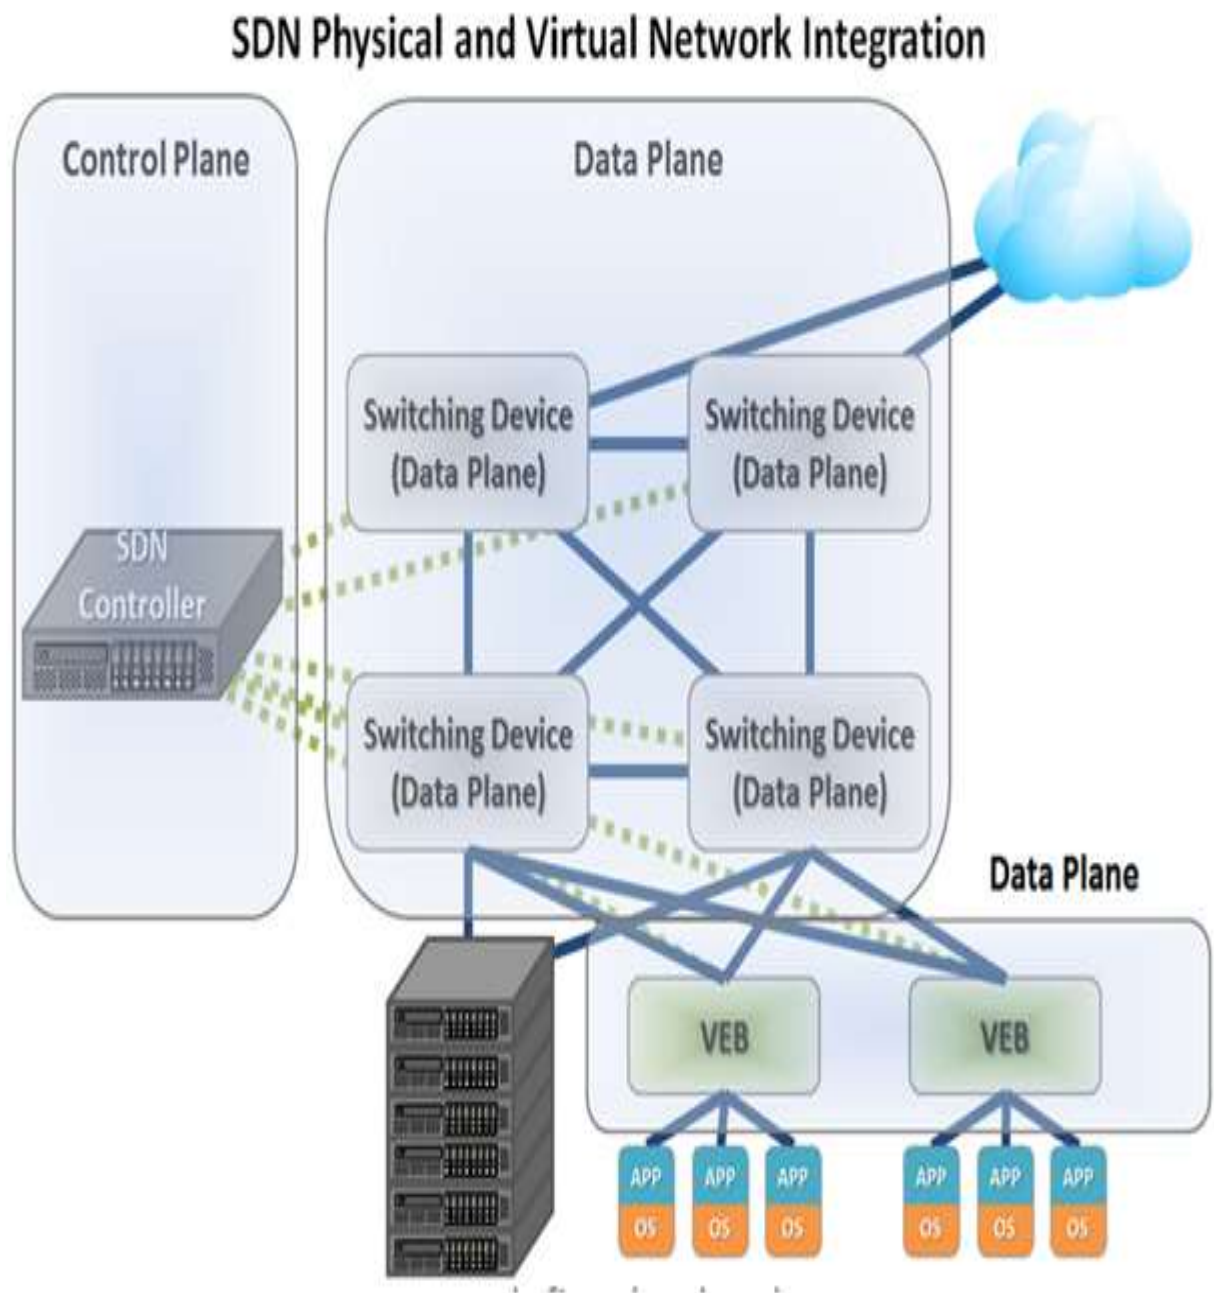 SDN Physical and Virtual Network Integration
Control Plane
Data Plane
Switching Device
(Data Plane)
Switching Device
(Data Plane)
SDN
Controller
Switching Device
(Data Plane)
Switching Device
(Data Plane)
Data Plane
VEB
VEB
APP
APP
APP
APP
APP
APP
OS
OS
OS
OS
OS
OS